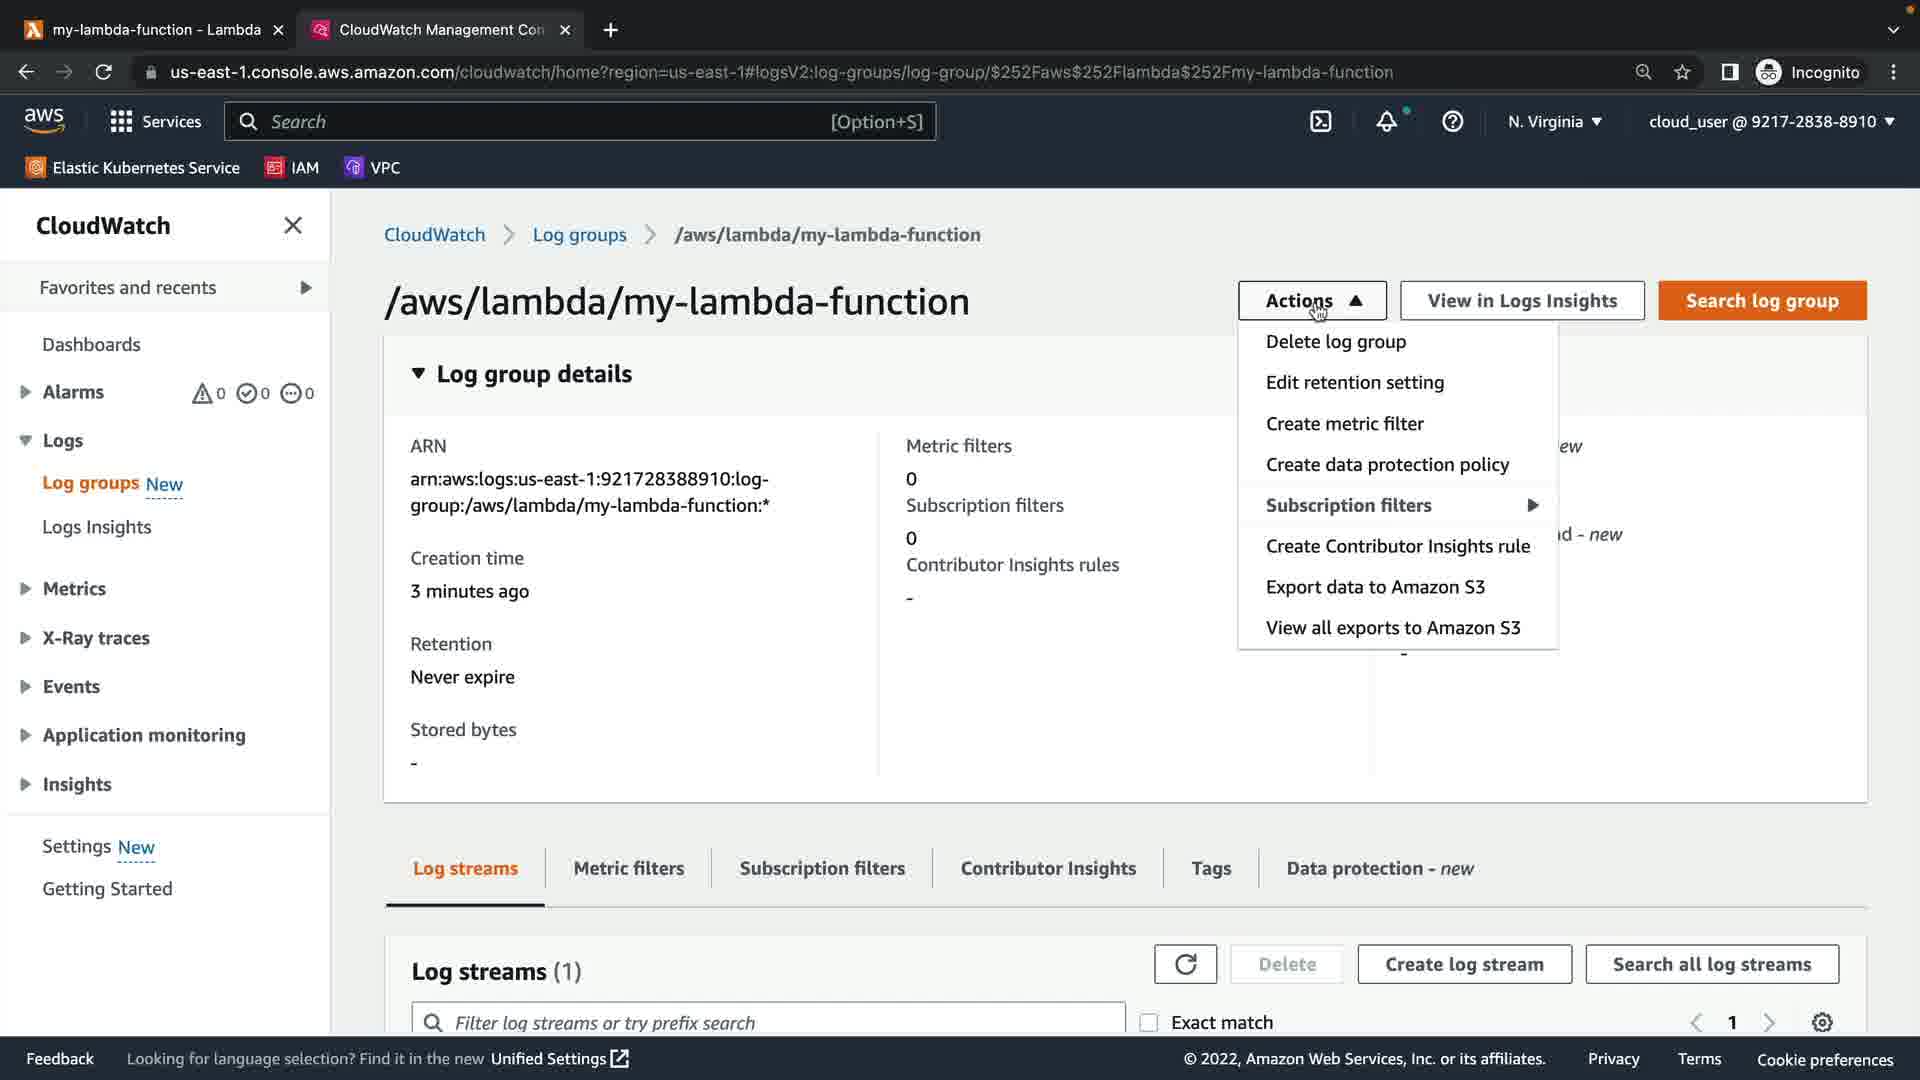 my-lambda-function - Lambda
CloudWatch Management Con
us-east-1.console.aws.amazon.com/cloudwatch/home?region=us-east-1#logsV2:log-groups/log-group/$252Faws$252Flambda$252Fmy-lambda-function
Incognito
aws
Services
Search
[Option+S]
N. Virginia
cloud_user @ 9217-2838-8910
Elastic Kubernetes Service
IAM
VPC
CloudWatch
Favorites and recents
Dashboards
Alarms
0
0
0
Logs
Log groups New
Logs Insights
Metrics
X-Ray traces
Events
Application monitoring
Insights
Settings New
Getting Started
CloudWatch
Log groups
/aws/lambda/my-lambda-function
/aws/lambda/my-lambda-function
Actions
View in Logs Insights
Search log group
Delete log group
Edit retention setting
Create metric filter
Create data protection policy
Subscription filters
Create Contributor Insights rule
Export data to Amazon S3
View all exports to Amazon S3
Log group details
ARN
arn:aws:logs:us-east-1:921728388910:log-
group:/aws/lambda/my-lambda-function:*
Creation time
3 minutes ago
Retention
Never expire
Stored bytes
-
Metric filters
0
Subscription filters
0
Contributor Insights rules
-
ew
d - new
-
Log streams
Metric filters
Subscription filters
Contributor Insights
Tags
Data protection - new
Log streams (1)
Delete
Create log stream
Search all log streams
Filter log streams or try prefix search
Exact match
1
Feedback
Looking for language selection? Find it in the new Unified Settings
© 2022, Amazon Web Services, Inc. or its affiliates.
Privacy
Terms
Cookie preferences